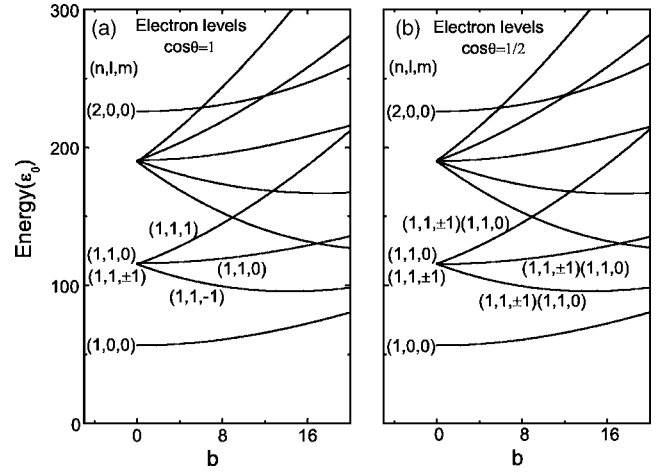 300
(a)
Electron levels
cosθ=1
(n,l,m)
(2,0,0)
200
(1,1,1)
(1,1,0)
(1,1,±1)
(1,1,0)
(1,1,-1)
100
(1,0,0)
0
Energy(ε₀)
0 8 16
b
(b)
Electron levels
cosθ=1/2
(n,l,m)
(2,0,0)
(1,1,±1)(1,1,0)
(1,1,0)
(1,1,±1)
(1,1,±1)(1,1,0)
(1,1,±1)(1,1,0)
(1,0,0)
0 8 16
b